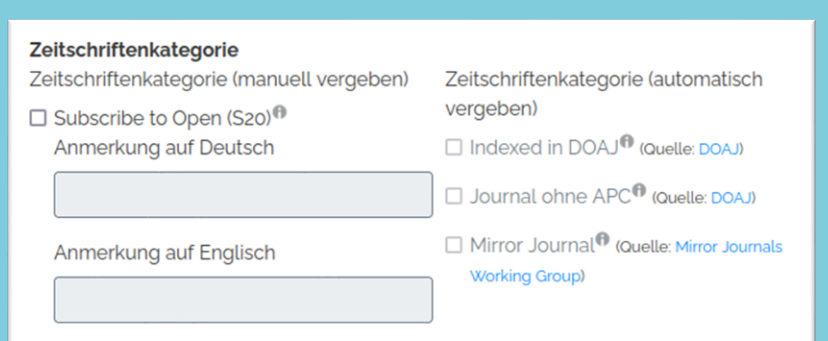 Zeitschriftenkategorie
Zeitschriftenkategorie (manuell vergeben)
Subscribe to Open (S2O)
Anmerkung auf Deutsch
Anmerkung auf Englisch
Zeitschriftenkategorie (automatisch
vergeben)
Indexed in DOAJ (Quelle: DOAJ)
Journal ohne APC (Quelle: DOAJ)
Mirror Journal (Quelle: Mirror Journals
Working Group)